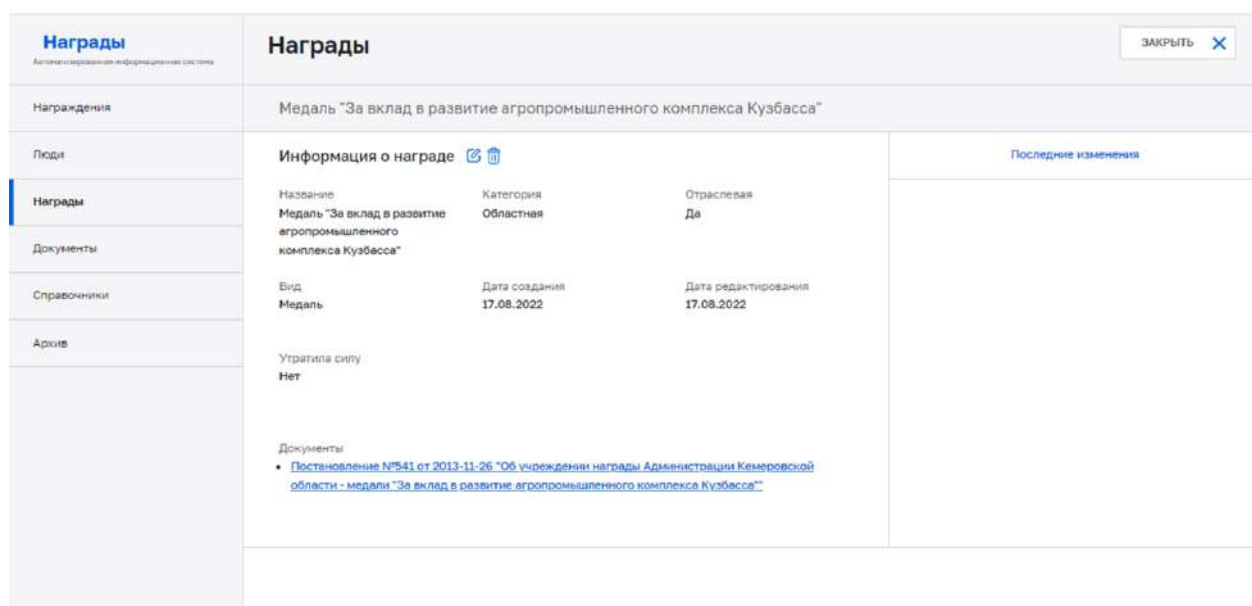 Награды
Автоматизированная информационная система
Награждения
Люди
Награды
Документы
Справочники
Архив
Награды
ЗАКРЫТЬ
Медаль "За вклад в развитие агропромышленного комплекса Кузбасса"
Информация о награде
Последние изменения
Название
Категория
Отраслевая
Медаль "За вклад в развитие
агропромышленного
комплекса Кузбасса"
Областная
Да
Вид
Дата создания
Дата редактирования
Медаль
17.08.2022
17.08.2022
Утратила силу
Нет
Документы
Постановление №541 от 2013-11-26 "Об учреждении награды Администрации Кемеровской
области - медали "За вклад в развитие агропромышленного комплекса Кузбасса""